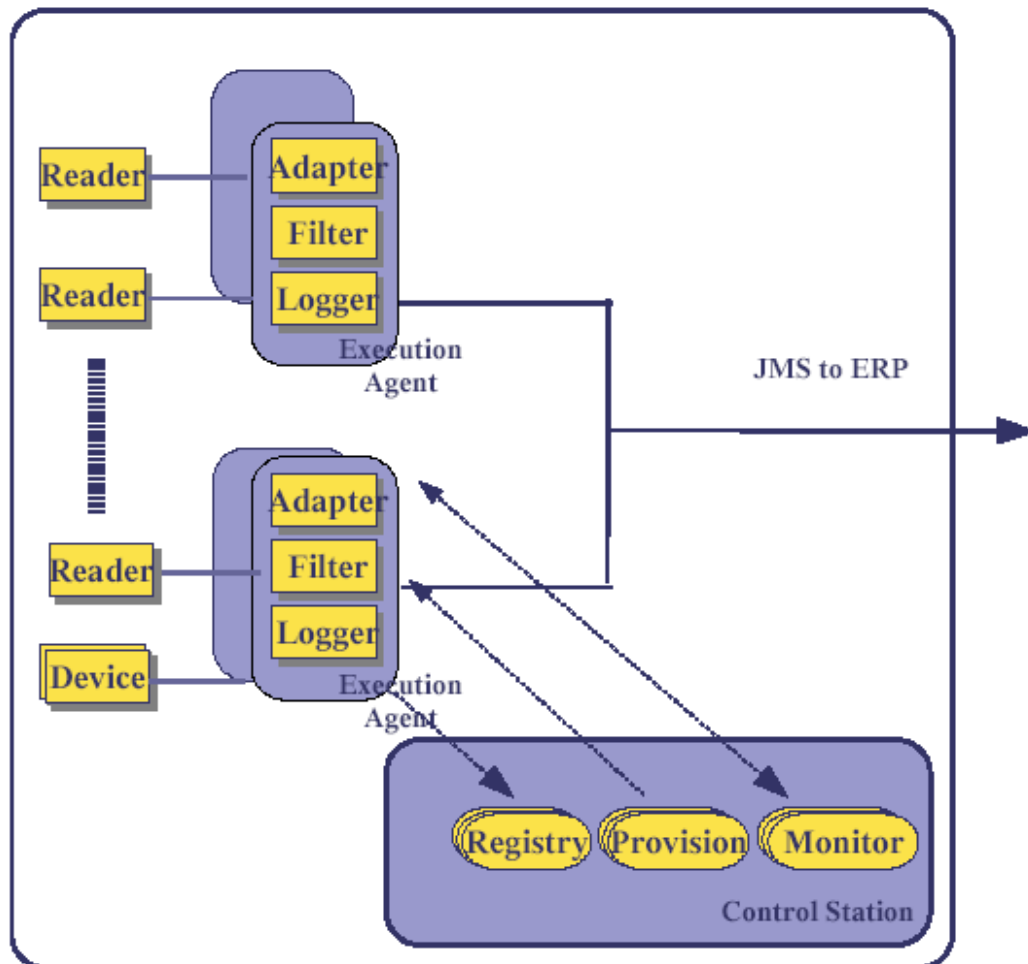 Reader
Adapter
Filter
Reader
Logger
Execution
Agent
JMS to ERP
Adapter
Reader
Filter
Logger
Device
Execution
Agent
Registry
Provision
Monitor
Control Station